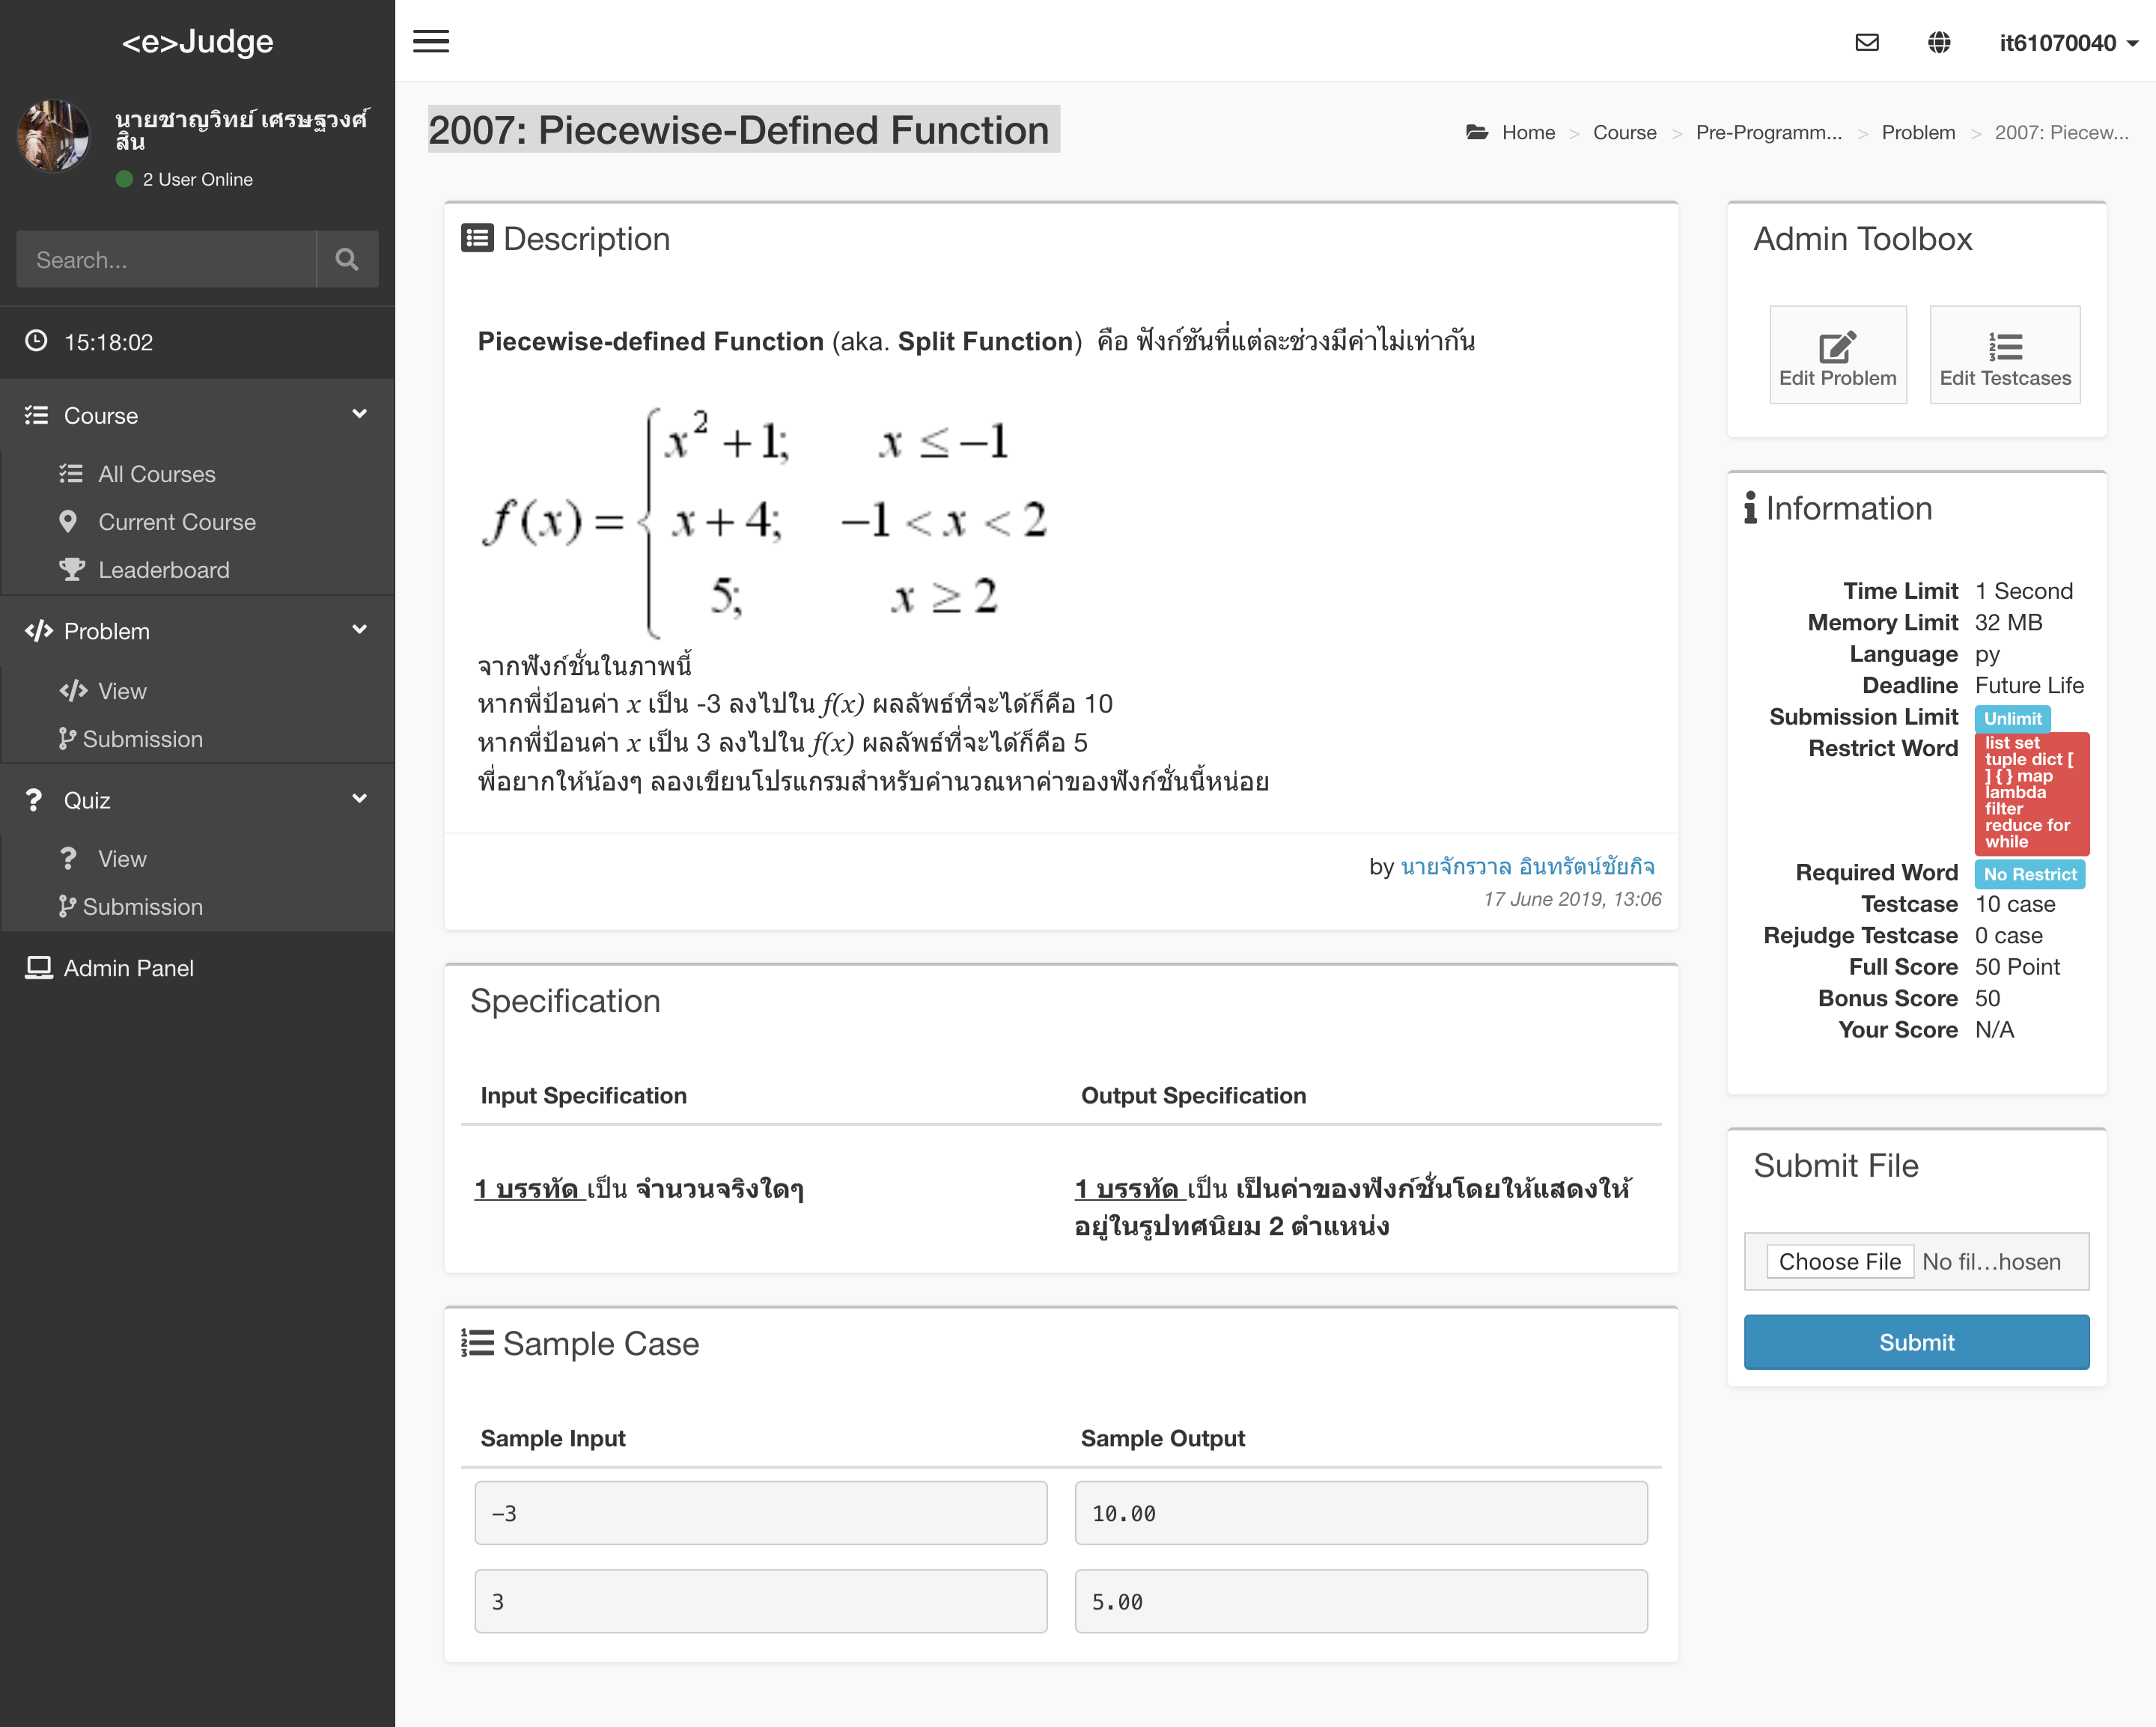 <e>Judge
นายชาญวิทย์ เศรษฐวงศ์
สิน
2 User Online
Search...
15:18:02
Course
All Courses
Current Course
Leaderboard
Problem
View
Submission
Quiz
View
Submission
Admin Panel
it61070040
2007: Piecewise-Defined Function
Home > Course > Pre-Programm... > Problem > 2007: Piecew...
Description
Piecewise-defined Function (aka. Split Function) คือ ฟังก์ชันที่แต่ละช่วงมีค่าไม่เท่ากัน
x² + 1; x ≤ −1
f(x) = { x + 4; −1 < x < 2
5; x ≥ 2
จากฟังก์ชั่นในภาพนี้
หากพี่ป้อนค่า x เป็น -3 ลงไปใน f(x) ผลลัพธ์ที่จะได้ก็คือ 10
หากพี่ป้อนค่า x เป็น 3 ลงไปใน f(x) ผลลัพธ์ที่จะได้ก็คือ 5
พี่อยากให้น้องๆ ลองเขียนโปรแกรมสำหรับคำนวณหาค่าของฟังก์ชั่นนี้หน่อย
by นายจักรวาล อินทรัตน์ชัยกิจ
17 June 2019, 13:06
Specification
Input Specification Output Specification
1 บรรทัด เป็น จำนวนจริงใดๆ
1 บรรทัด เป็น เป็นค่าของฟังก์ชั่นโดยให้แสดงให้
อยู่ในรูปทศนิยม 2 ตำแหน่ง
Sample Case
Sample Input Sample Output
-3 10.00
3 5.00
Admin Toolbox
Edit Problem Edit Testcases
Information
Time Limit 1 Second
Memory Limit 32 MB
Language py
Deadline Future Life
Submission Limit Unlimit
Restrict Word list set
tuple dict [
] { } map
lambda
filter
reduce for
while
Required Word No Restrict
Testcase 10 case
Rejudge Testcase 0 case
Full Score 50 Point
Bonus Score 50
Your Score N/A
Submit File
Choose File No fil...hosen
Submit